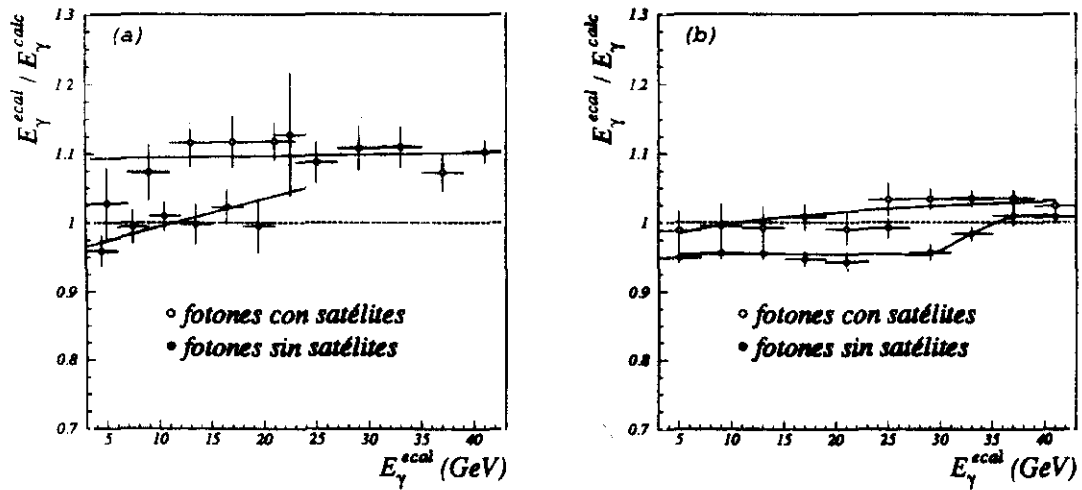 (a)
E_γ^ecal / E_γ^calc
1.3
1.2
1.1
1
0.9
0.8
0.7
○ fotones con satélites
● fotones sin satélites
5 10 15 20 25 30 35 40
E_γ^ecal (GeV)
(b)
E_γ^ecal / E_γ^calc
1.3
1.2
1.1
1
0.9
0.8
0.7
○ fotones con satélites
● fotones sin satélites
5 10 15 20 25 30 35 40
E_γ^ecal (GeV)